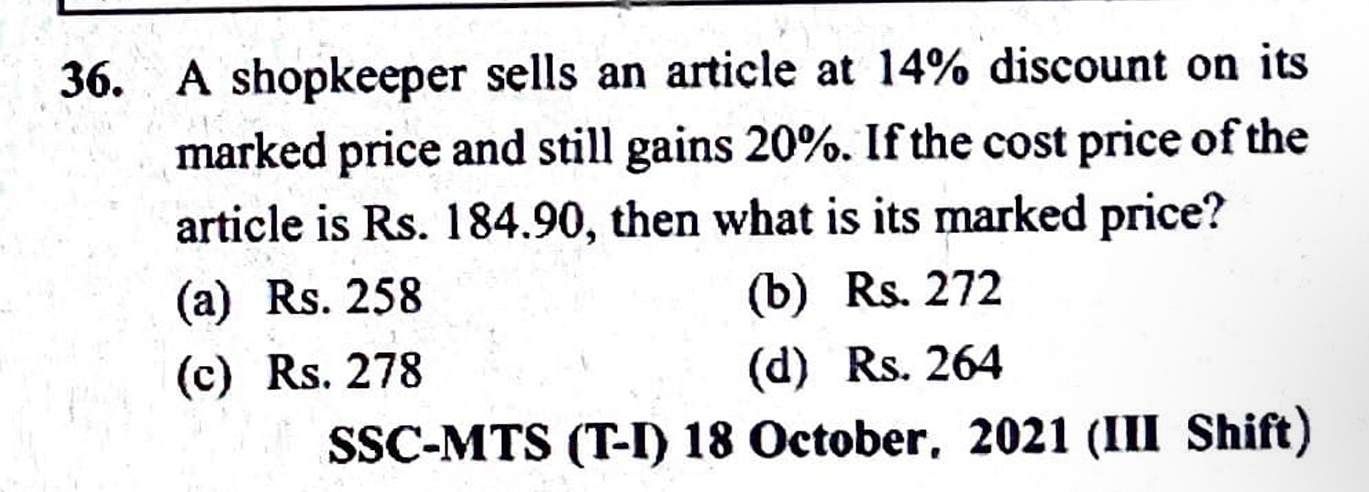 36. A shopkeeper sells an article at 14% discount on its
marked price and still gains 20%. If the cost price of the
article is Rs. 184.90, then what is its marked price?
(a) Rs. 258 (b) Rs. 272
(c) Rs. 278 (d) Rs. 264
SSC-MTS (T-I) 18 October, 2021 (III Shift)